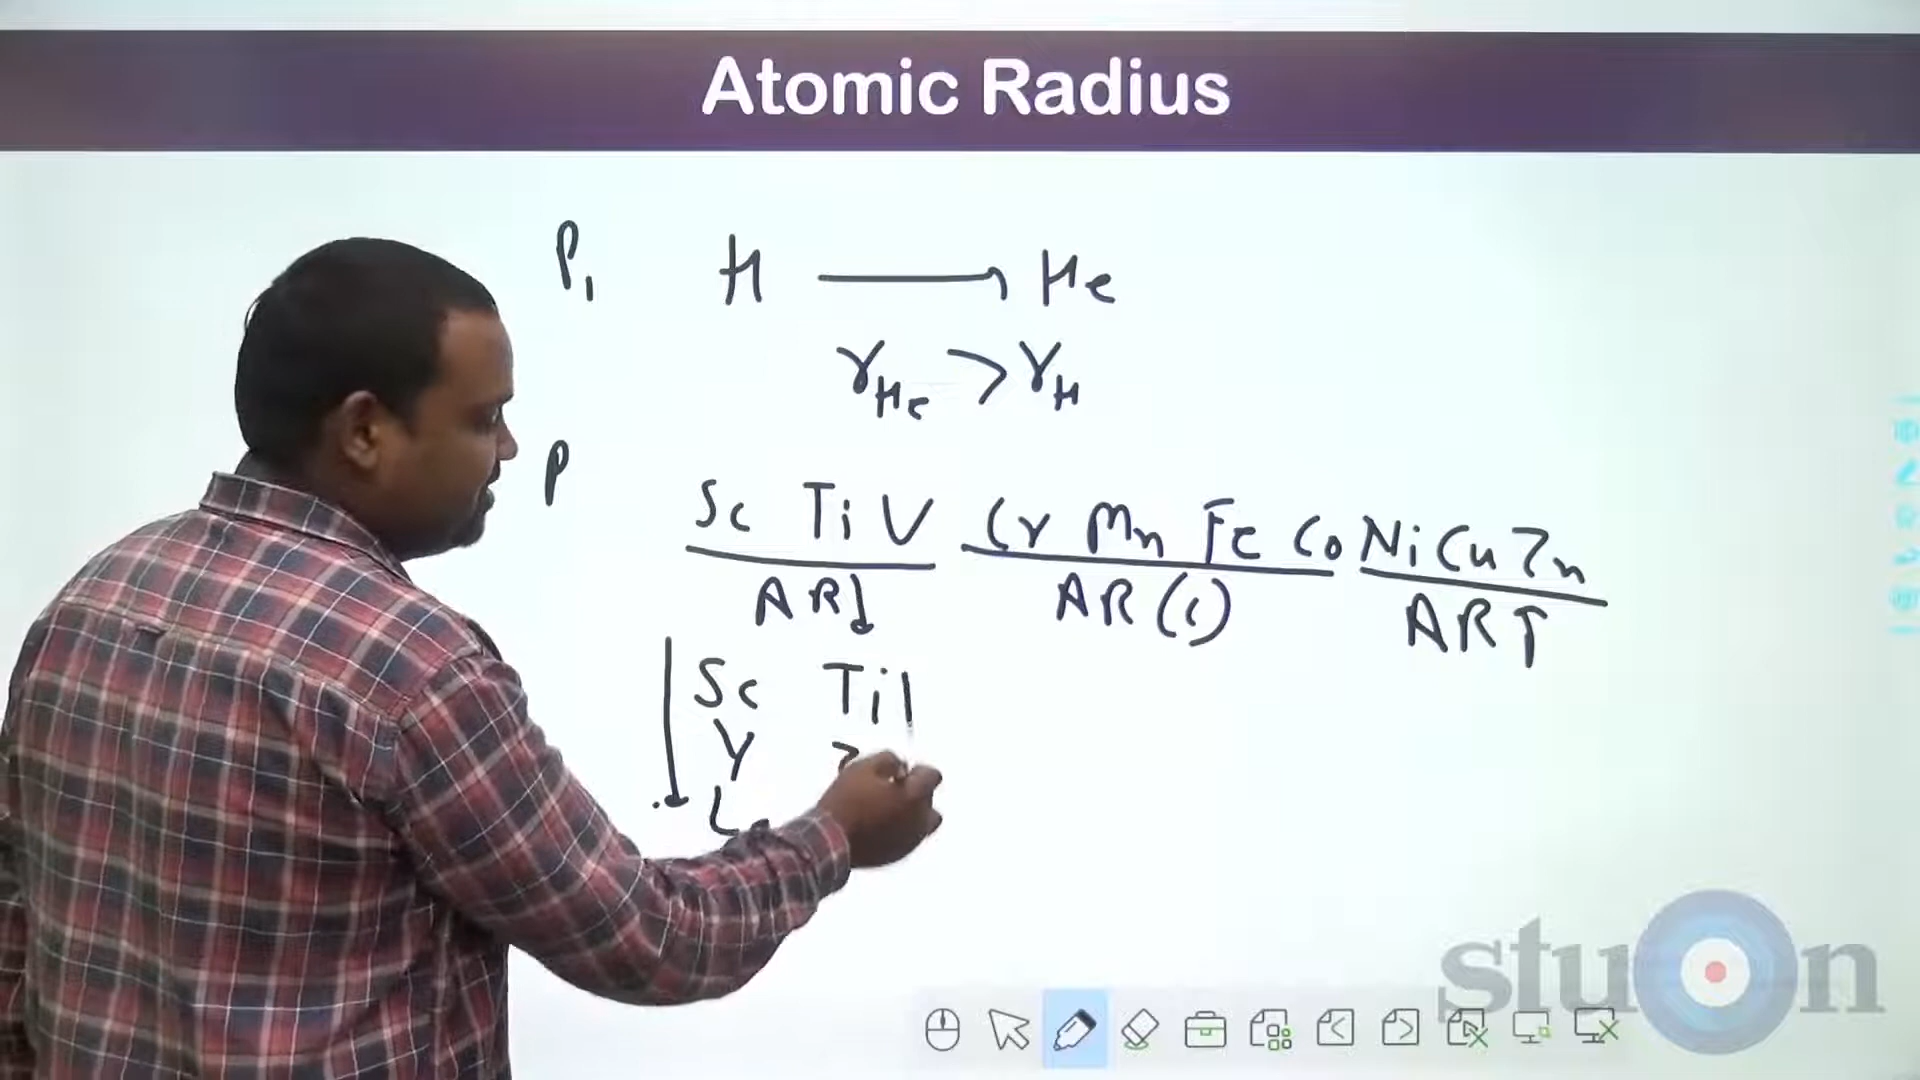 Atomic Radius
P1 H → He
rHe > rH
P
Sc Ti V Cr Mn Fe Co Ni Cu Zn
AR↓ AR(c) AR↑
Sc Ti
Y
stuOn